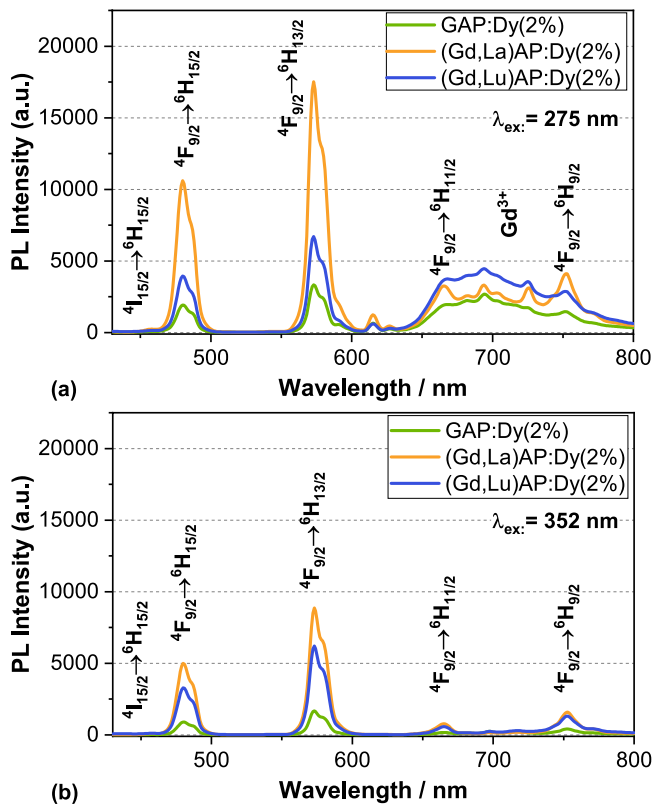 GAP:Dy(2%)
(Gd,La)AP:Dy(2%)
(Gd,Lu)AP:Dy(2%)
λex:= 275 nm
⁴I15/2→⁶H15/2
⁴F9/2→⁶H15/2
⁴F9/2→⁶H13/2
⁴F9/2→⁶H11/2
Gd³⁺
⁴F9/2→⁶H9/2
PL Intensity (a.u.)
20000
15000
10000
5000
0
500
600
700
800
Wavelength / nm
(a)
GAP:Dy(2%)
(Gd,La)AP:Dy(2%)
(Gd,Lu)AP:Dy(2%)
λex:= 352 nm
⁴I15/2→⁶H15/2
⁴F9/2→⁶H15/2
⁴F9/2→⁶H13/2
⁴F9/2→⁶H11/2
⁴F9/2→⁶H9/2
PL Intensity (a.u.)
20000
15000
10000
5000
0
500
600
700
800
Wavelength / nm
(b)